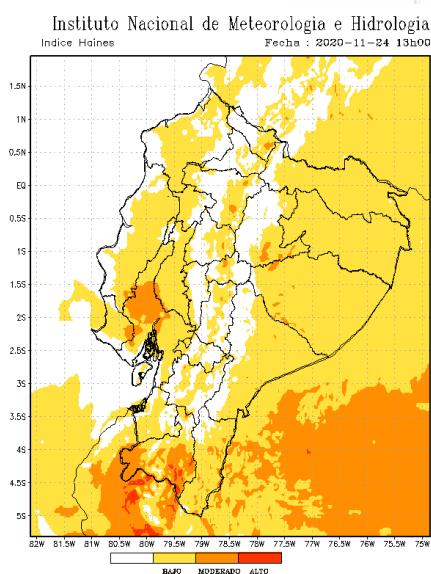 Instituto Nacional de Meteorologia e Hidrologia
Indice Haines Fecha : 2020-11-24 13h00
1.5N
1N
0.5N
EQ
0.5S
1S
1.5S
2S
2.5S
3S
3.5S
4S
4.5S
5S
82W 81.5W 81W 80.5W 80W 79.5W 79W 78.5W 78W 77.5W 77W 76.5W 76W 75.5W 75W
BAJO MODERADO ALTO